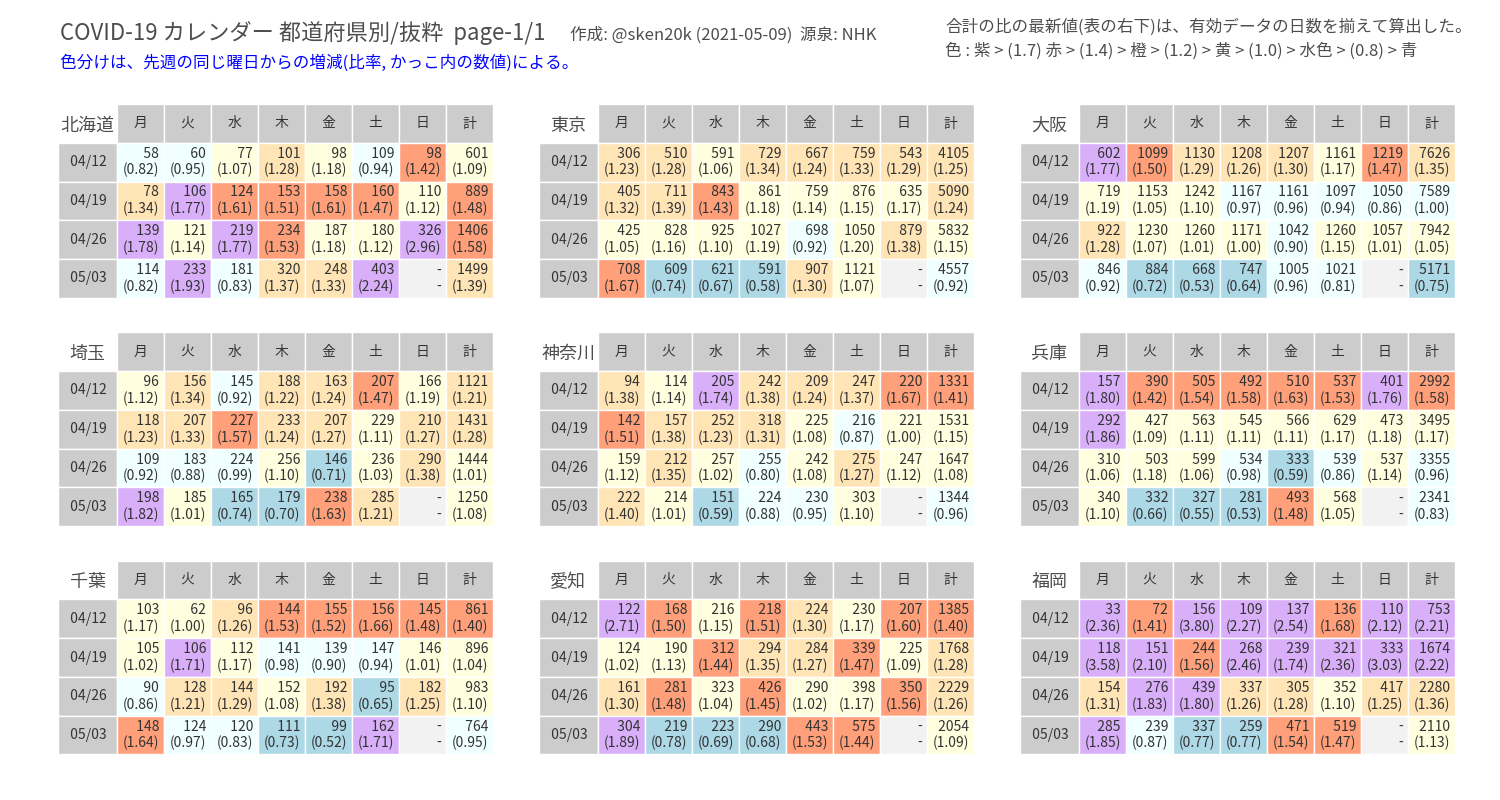 COVID-19 カレンダー 都道府県別/抜粋 page-1/1 作成: @sken20k (2021-05-09) 源泉: NHK
合計の比の最新値(表の右下)は、有効データの日数を揃えて算出した。
色分けは、先週の同じ曜日からの増減(比率, かっこ内の数値)による。
色 : 紫 > (1.7) 赤 > (1.4) > 橙 > (1.2) > 黄 > (1.0) > 水色 > (0.8) > 青
北海道 月 火 水 木 金 土 日 計
04/12 58 60 77 101 98 109 98 601
(0.82) (0.95) (1.07) (1.28) (1.18) (0.94) (1.42) (1.09)
04/19 78 106 124 153 158 160 110 889
(1.34) (1.77) (1.61) (1.51) (1.61) (1.47) (1.12) (1.48)
04/26 139 121 219 234 187 180 326 1406
(1.78) (1.14) (1.77) (1.53) (1.18) (1.12) (2.96) (1.58)
05/03 114 233 181 320 248 403 - 1499
(0.82) (1.93) (0.83) (1.37) (1.33) (2.24) - (1.39)
東京 月 火 水 木 金 土 日 計
04/12 306 510 591 729 667 759 543 4105
(1.23) (1.28) (1.06) (1.34) (1.24) (1.33) (1.29) (1.25)
04/19 405 711 843 861 759 876 635 5090
(1.32) (1.39) (1.43) (1.18) (1.14) (1.15) (1.17) (1.24)
04/26 425 828 925 1027 698 1050 879 5832
(1.05) (1.16) (1.10) (1.19) (0.92) (1.20) (1.38) (1.15)
05/03 708 609 621 591 907 1121 - 4557
(1.67) (0.74) (0.67) (0.58) (1.30) (1.07) - (0.92)
大阪 月 火 水 木 金 土 日 計
04/12 602 1099 1130 1208 1207 1161 1219 7626
(1.77) (1.50) (1.29) (1.26) (1.30) (1.17) (1.47) (1.35)
04/19 719 1153 1242 1167 1161 1097 1050 7589
(1.19) (1.05) (1.10) (0.97) (0.96) (0.94) (0.86) (1.00)
04/26 922 1230 1260 1171 1042 1260 1057 7942
(1.28) (1.07) (1.01) (1.00) (0.90) (1.15) (1.01) (1.05)
05/03 846 884 668 747 1005 1021 - 5171
(0.92) (0.72) (0.53) (0.64) (0.96) (0.81) - (0.75)
埼玉 月 火 水 木 金 土 日 計
04/12 96 156 145 188 163 207 166 1121
(1.12) (1.34) (0.92) (1.22) (1.24) (1.47) (1.19) (1.21)
04/19 118 207 227 233 207 229 210 1431
(1.23) (1.33) (1.57) (1.24) (1.27) (1.11) (1.27) (1.28)
04/26 109 183 224 256 146 236 290 1444
(0.92) (0.88) (0.99) (1.10) (0.71) (1.03) (1.38) (1.01)
05/03 198 185 165 179 238 285 - 1250
(1.82) (1.01) (0.74) (0.70) (1.63) (1.21) - (1.08)
神奈川 月 火 水 木 金 土 日 計
04/12 94 114 205 242 209 247 220 1331
(1.38) (1.14) (1.74) (1.38) (1.24) (1.37) (1.67) (1.41)
04/19 142 157 252 318 225 216 221 1531
(1.51) (1.38) (1.23) (1.31) (1.08) (0.87) (1.00) (1.15)
04/26 159 212 257 255 242 275 247 1647
(1.12) (1.35) (1.02) (0.80) (1.08) (1.27) (1.12) (1.08)
05/03 222 214 151 224 230 303 - 1344
(1.40) (1.01) (0.59) (0.88) (0.95) (1.10) - (0.96)
兵庫 月 火 水 木 金 土 日 計
04/12 157 390 505 492 510 537 401 2992
(1.80) (1.42) (1.54) (1.58) (1.63) (1.53) (1.76) (1.58)
04/19 292 427 563 545 566 629 473 3495
(1.86) (1.09) (1.11) (1.11) (1.11) (1.17) (1.18) (1.17)
04/26 310 503 599 534 333 539 537 3355
(1.06) (1.18) (1.06) (0.98) (0.59) (0.86) (1.14) (0.96)
05/03 340 332 327 281 493 568 - 2341
(1.10) (0.66) (0.55) (0.53) (1.48) (1.05) - (0.83)
千葉 月 火 水 木 金 土 日 計
04/12 103 62 96 144 155 156 145 861
(1.17) (1.00) (1.26) (1.53) (1.52) (1.66) (1.48) (1.40)
04/19 105 106 112 141 139 147 146 896
(1.02) (1.71) (1.17) (0.98) (0.90) (0.94) (1.01) (1.04)
04/26 90 128 144 152 192 95 182 983
(0.86) (1.21) (1.29) (1.08) (1.38) (0.65) (1.25) (1.10)
05/03 148 124 120 111 99 162 - 764
(1.64) (0.97) (0.83) (0.73) (0.52) (1.71) - (0.95)
愛知 月 火 水 木 金 土 日 計
04/12 122 168 216 218 224 230 207 1385
(2.71) (1.50) (1.15) (1.51) (1.30) (1.17) (1.60) (1.40)
04/19 124 190 312 294 284 339 225 1768
(1.02) (1.13) (1.44) (1.35) (1.27) (1.47) (1.09) (1.28)
04/26 161 281 323 426 290 398 350 2229
(1.30) (1.48) (1.04) (1.45) (1.02) (1.17) (1.56) (1.26)
05/03 304 219 223 290 443 575 - 2054
(1.89) (0.78) (0.69) (0.68) (1.53) (1.44) - (1.09)
福岡 月 火 水 木 金 土 日 計
04/12 33 72 156 109 137 136 110 753
(2.36) (1.41) (3.80) (2.27) (2.54) (1.68) (2.12) (2.21)
04/19 118 151 244 268 239 321 333 1674
(3.58) (2.10) (1.56) (2.46) (1.74) (2.36) (3.03) (2.22)
04/26 154 276 439 337 305 352 417 2280
(1.31) (1.83) (1.80) (1.26) (1.28) (1.10) (1.25) (1.36)
05/03 285 239 337 259 471 519 - 2110
(1.85) (0.87) (0.77) (0.77) (1.54) (1.47) - (1.13)